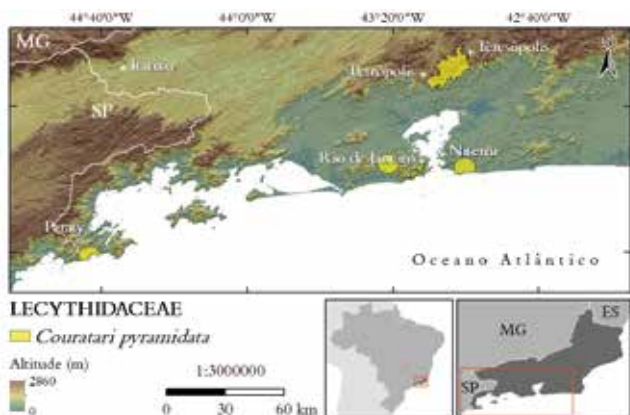 44°40'0"W 44°0'0"W 43°20'0"W 42°40'0"W
MG
Teresópolis
Itatiaia
Petrópolis
SP
Rio de Janeiro
Niterói
Paraty
Oceano Atlântico
LECYTHIDACEAE
Couratari pyramidata
Altitude (m)
2860
0
1:3000000
0 30 60 km
MG
ES
SP